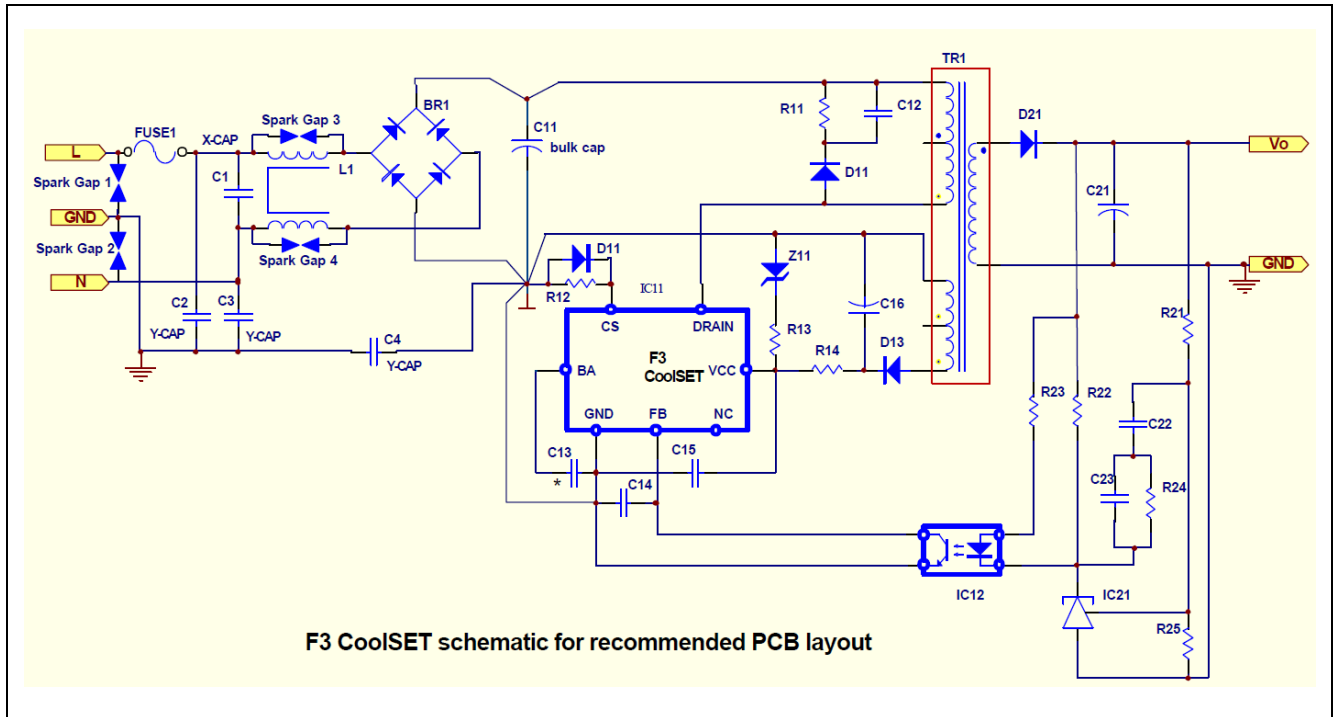 TR1
BR1
Spark Gap 3
R11
C12
FUSE1
X-CAP
C11
bulk cap
D21
L
L1
Vo
Spark Gap 1
C1
D11
C21
GND
Spark Gap 2
Spark Gap 4
D11
Z11
GND
N
R12
IC11
C16
C2
C3
CS
DRAIN
R21
Y-CAP
Y-CAP
C4
R13
F3
CoolSET
R14
D13
Y-CAP
BA
VCC
R23
R22
GND
FB
NC
C22
C13
C15
*
C14
C23
R24
IC12
IC21
R25
F3 CoolSET schematic for recommended PCB layout